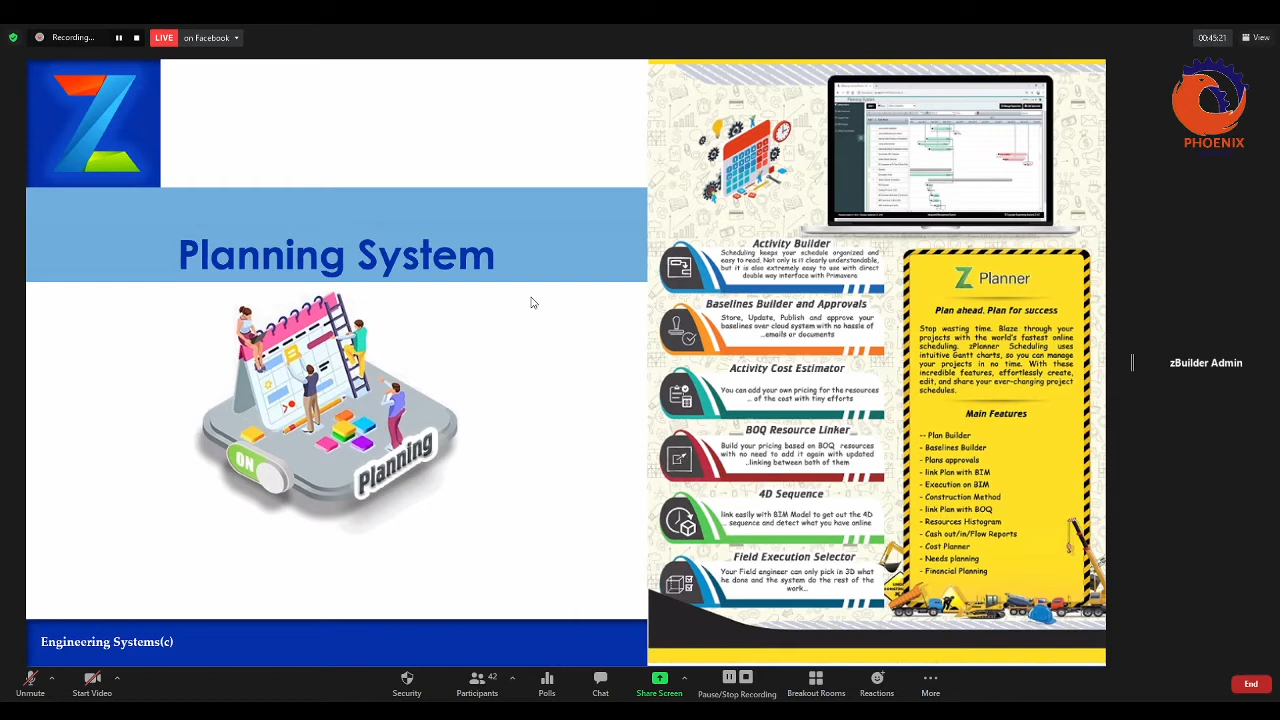 Recording...
LIVE
on Facebook
00:45:21
View
PHOENIX
Planning System
ON
Planning
Engineering Systems(c)
Activity Builder
Scheduling keeps your schedule organized and
easy to read. Not only is it clearly understandable,
but it is also extremely easy to use with direct
double way interface with Primavera
Baselines Builder and Approvals
Store, Update, Publish and approve your
baselines over cloud system with no hassle of
..emails or documents
Activity Cost Estimator
You can add your own pricing for the resources
.. of the cost with tiny efforts
BOQ Resource Linker
Build your pricing based on BOQ resources
with no need to add it again with updated
..linking between both of them
4D Sequence
link easily with BIM Model to get out the 4D
.. sequence and detect what you have online
Field Execution Selector
Your Field engineer can only pick in 3D what
he done and the system do the rest of the
work...
Z Planner
Plan ahead. Plan for success
Stop wasting time. Blaze through your
projects with the world's fastest online
scheduling. zPlanner Scheduling uses
intuitive Gantt charts, so you can manage
your projects in no time. With these
incredible features, effortlessly create,
edit, and share your ever-changing project
schedules.
Main Features
-- Plan Builder
- Baselines Builder
- Plans approvals
- link Plan with BIM
- Execution on BIM
- Construction Method
- link Plan with BOQ
- Resources Histogram
- Cash out/in/Flow Reports
- Cost Planner
- Needs planning
- Financial Planning
zBuilder Admin
Unmute
Start Video
Security
42
Participants
Polls
Chat
Share Screen
Pause/Stop Recording
Breakout Rooms
Reactions
More
End